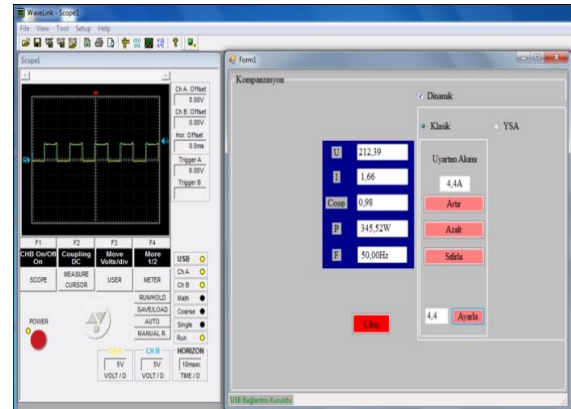 WaveLink - Scope1
File View Tool Setup Help
Scope1
Ch A. Offset
0.00V
Ch B. Offset
0.00V
Hor. Offset
0.0ms
Trigger A
6.00V
Trigger B
F1 F2 F3 F4
CHB On/Off Coupling Move More
On DC Volts/div 1/2
SCOPE MEASURE CURSOR USER METER
USB
Ch A
Ch B
RUN/HOLD Math
SAVE/LOAD Coarse
AUTO Single
MANUAL R. Run
POWER
CH A CH B HORIZON
5V 5V 10msec
VOLT / D VOLT / D TIME / D
Form1
Kompanzasyon
Dinamik
Klasik YSA
U 212,39
I 1,66
Cosφ 0,98
P 345,52W
F 50,00Hz
Uyartım Akımı
4,4A
Artır
Azalt
Sıfırla
4,4 Ayarla
Çıkış
USB Bağlantısı Kuruldu